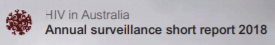 HIV in Australia
Annual surveillance short report 2018